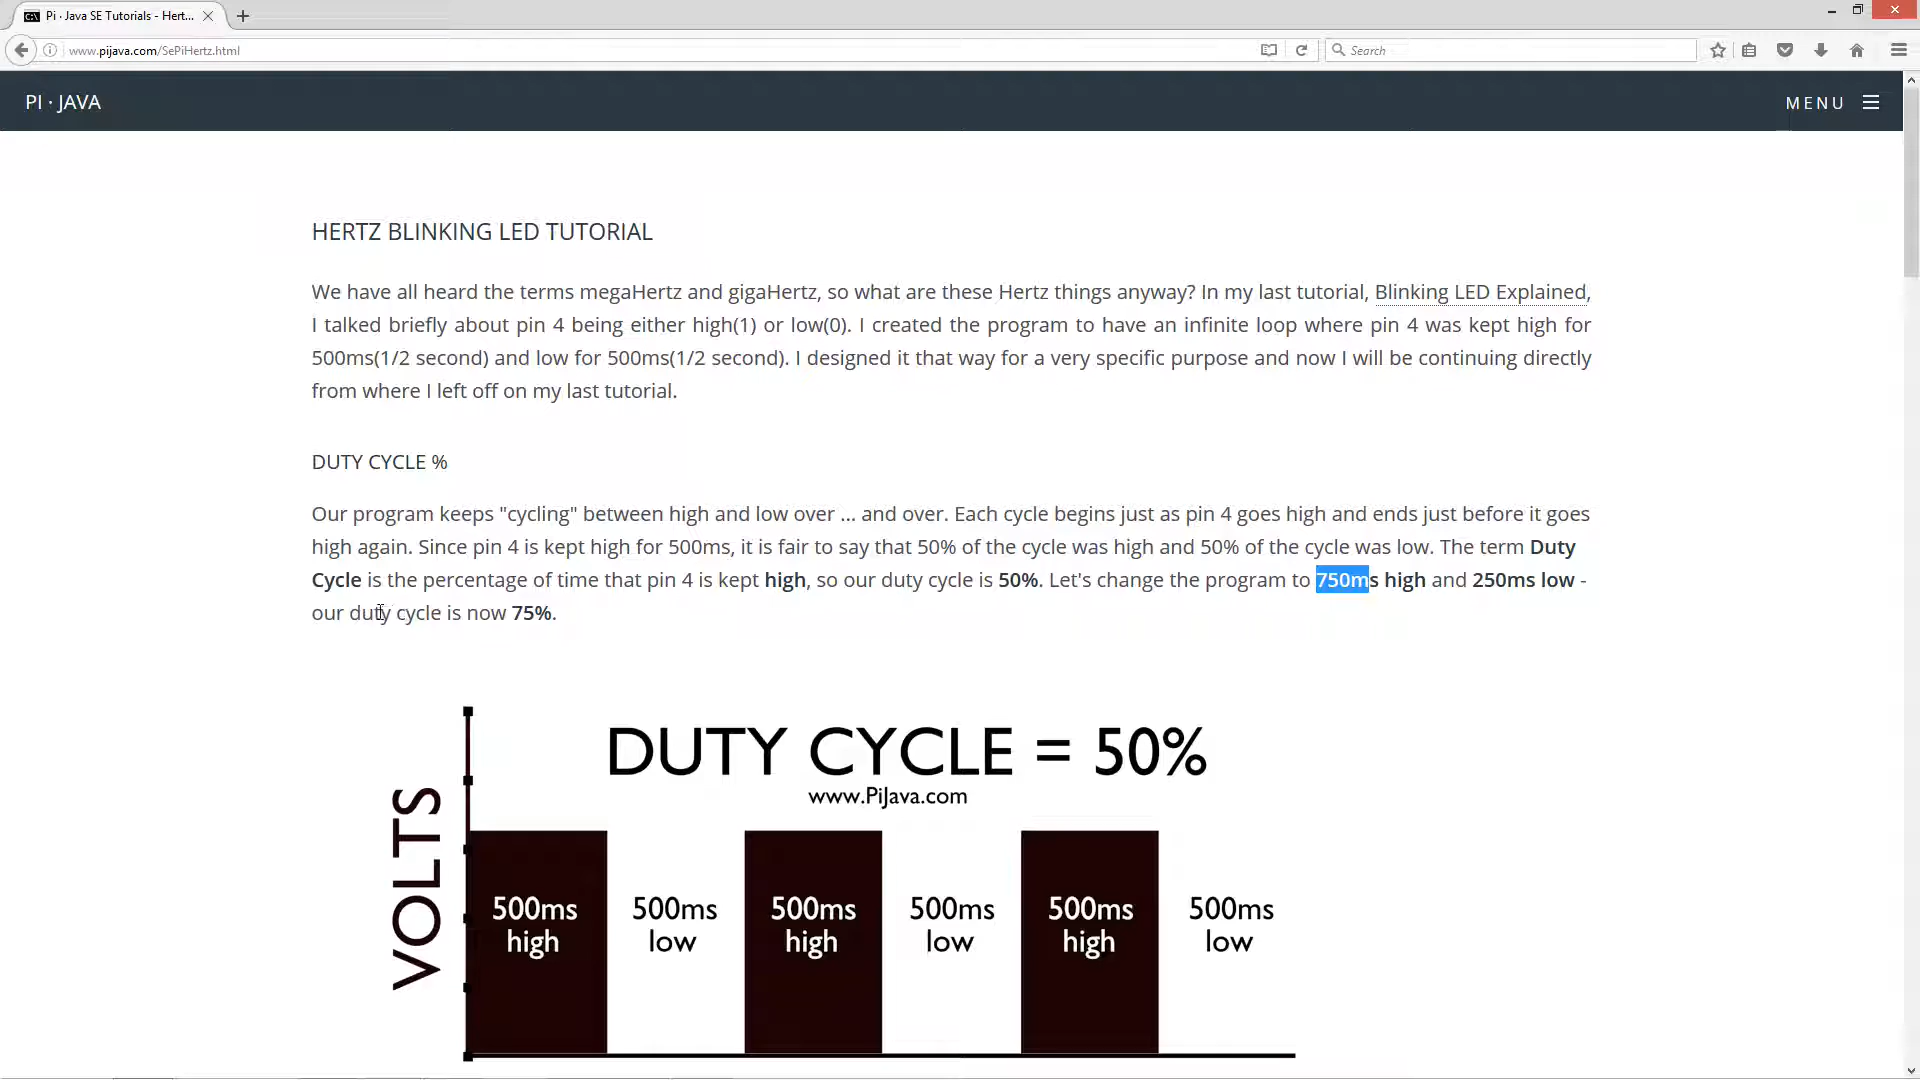 Pi · Java SE Tutorials - Hert...
www.pijava.com/SePiHertz.html
Search
PI · JAVA
MENU
HERTZ BLINKING LED TUTORIAL
We have all heard the terms megaHertz and gigaHertz, so what are these Hertz things anyway? In my last tutorial, Blinking LED Explained,
I talked briefly about pin 4 being either high(1) or low(0). I created the program to have an infinite loop where pin 4 was kept high for
500ms(1/2 second) and low for 500ms(1/2 second). I designed it that way for a very specific purpose and now I will be continuing directly
from where I left off on my last tutorial.
DUTY CYCLE %
Our program keeps "cycling" between high and low over ... and over. Each cycle begins just as pin 4 goes high and ends just before it goes
high again. Since pin 4 is kept high for 500ms, it is fair to say that 50% of the cycle was high and 50% of the cycle was low. The term Duty
Cycle is the percentage of time that pin 4 is kept high, so our duty cycle is 50%. Let's change the program to 750ms high and 250ms low -
our duty cycle is now 75%.
DUTY CYCLE = 50%
www.PiJava.com
VOLTS
500ms 500ms 500ms 500ms 500ms 500ms
high low high low high low